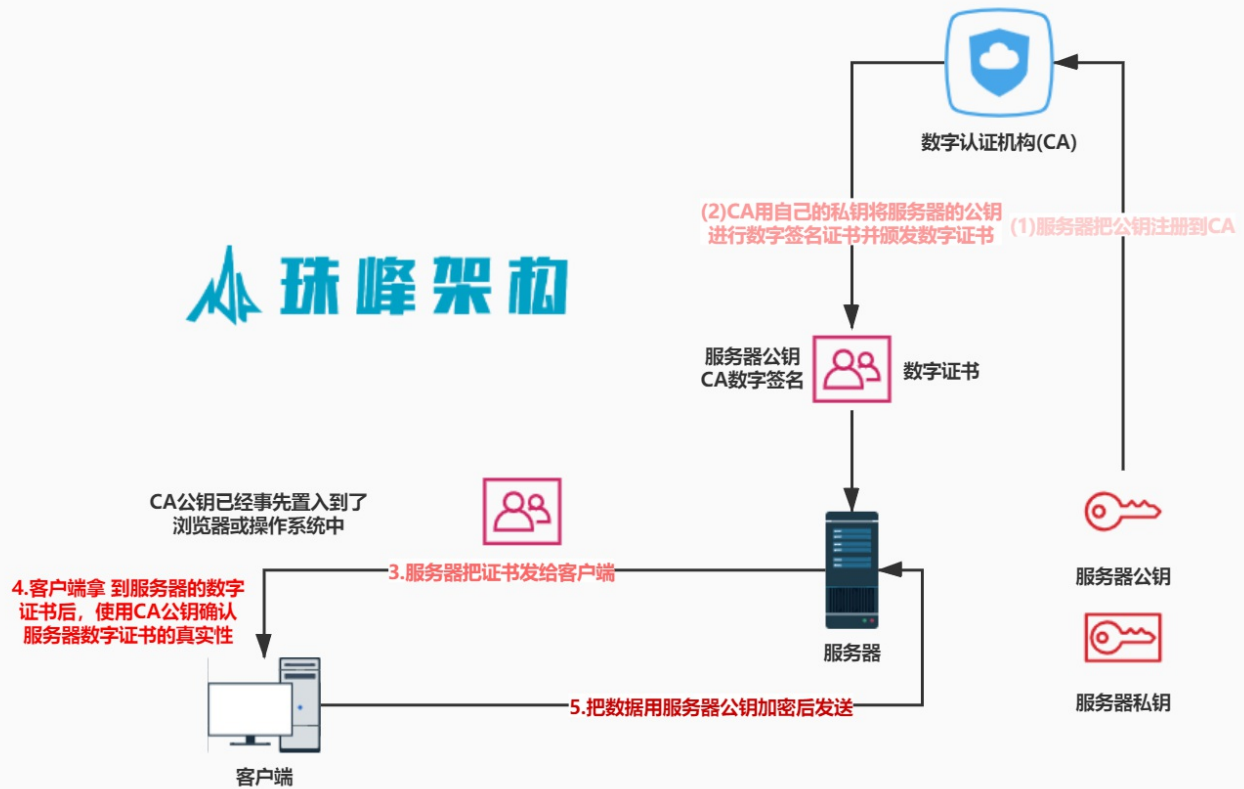 数字认证机构(CA)
(2)CA用自己的私钥将服务器的公钥
进行数字签名证书并颁发数字证书
(1)服务器把公钥注册到CA
珠峰架构
服务器公钥
CA数字签名
数字证书
CA公钥已经事先置入到了
浏览器或操作系统中
3.服务器把证书发给客户端
4.客户端拿 到服务器的数字
证书后，使用CA公钥确认
服务器数字证书的真实性
服务器公钥
服务器
服务器私钥
5.把数据用服务器公钥加密后发送
客户端